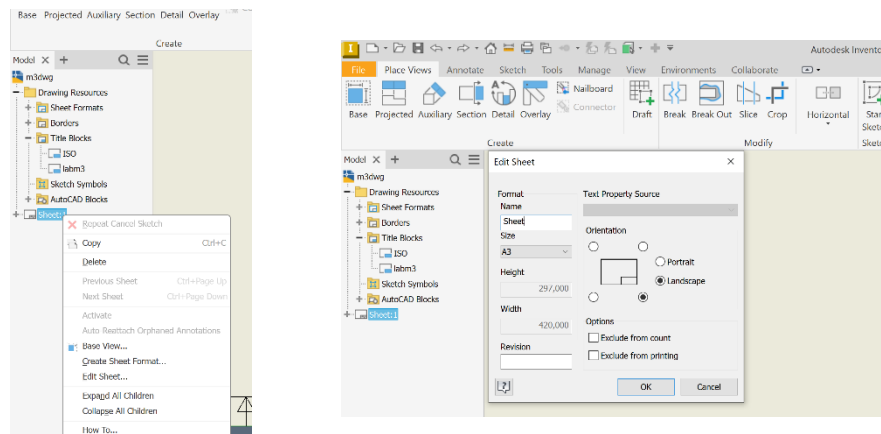 Base Projected Auxiliary Section Detail Overlay
Create
Model X +
m3dwg
Drawing Resources
Sheet Formats
Borders
Title Blocks
ISO
labm3
Sketch Symbols
AutoCAD Blocks
Sheet:1
Repeat Cancel Sketch
Copy Ctrl+C
Delete
Previous Sheet Ctrl+Page Up
Next Sheet Ctrl+Page Down
Activate
Auto Reattach Orphaned Annotations
Base View...
Create Sheet Format...
Edit Sheet...
Expand All Children
Collapse All Children
How To...
Autodesk Invento
File Place Views Annotate Sketch Tools Manage View Environments Collaborate
Nailboard
Connector
Base Projected Auxiliary Section Detail Overlay Draft Break Break Out Slice Crop Horizontal Star
Sketc
Create Modify Sketc
Model X +
m3dwg
Drawing Resources
Sheet Formats
Borders
Title Blocks
ISO
labm3
Sketch Symbols
AutoCAD Blocks
Sheet:1
Edit Sheet
Format
Name
Sheet
Size
A3
Height
297,000
Width
420,000
Revision
Text Property Source
Orientation
Portrait
Landscape
Options
Exclude from count
Exclude from printing
OK Cancel